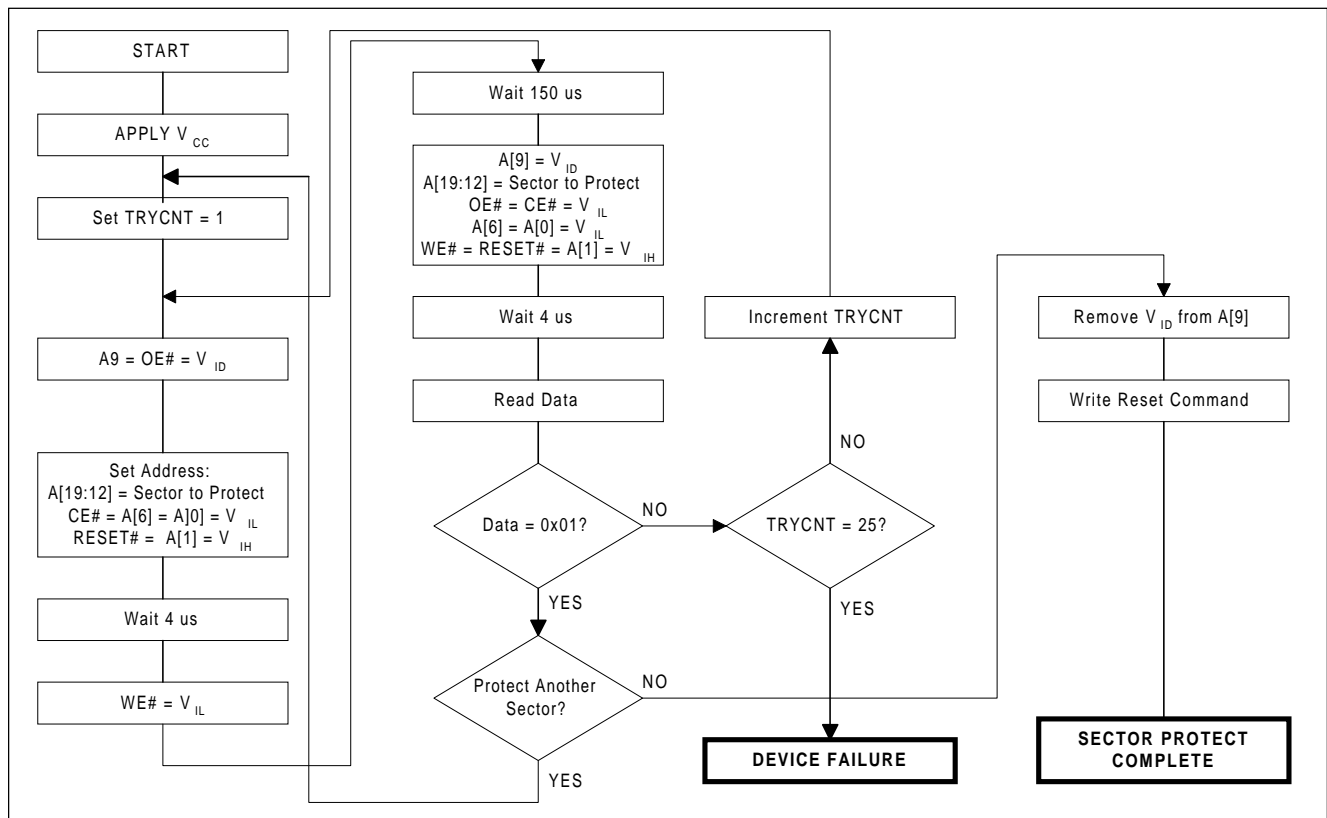 START
APPLY V CC
Set TRYCNT = 1
A9 = OE# = V ID
Set Address:
A[19:12] = Sector to Protect
CE# = A[6] = A]0] = V IL
RESET# = A[1] = V IH
Wait 4 us
WE# = V IL
Wait 150 us
A[9] = V ID
A[19:12] = Sector to Protect
OE# = CE# = V IL
A[6] = A[0] = V IL
WE# = RESET# = A[1] = V IH
Wait 4 us
Read Data
Data = 0x01?
NO
YES
Protect Another
Sector?
NO
YES
Increment TRYCNT
NO
TRYCNT = 25?
YES
DEVICE FAILURE
Remove V ID from A[9]
Write Reset Command
SECTOR PROTECT
COMPLETE